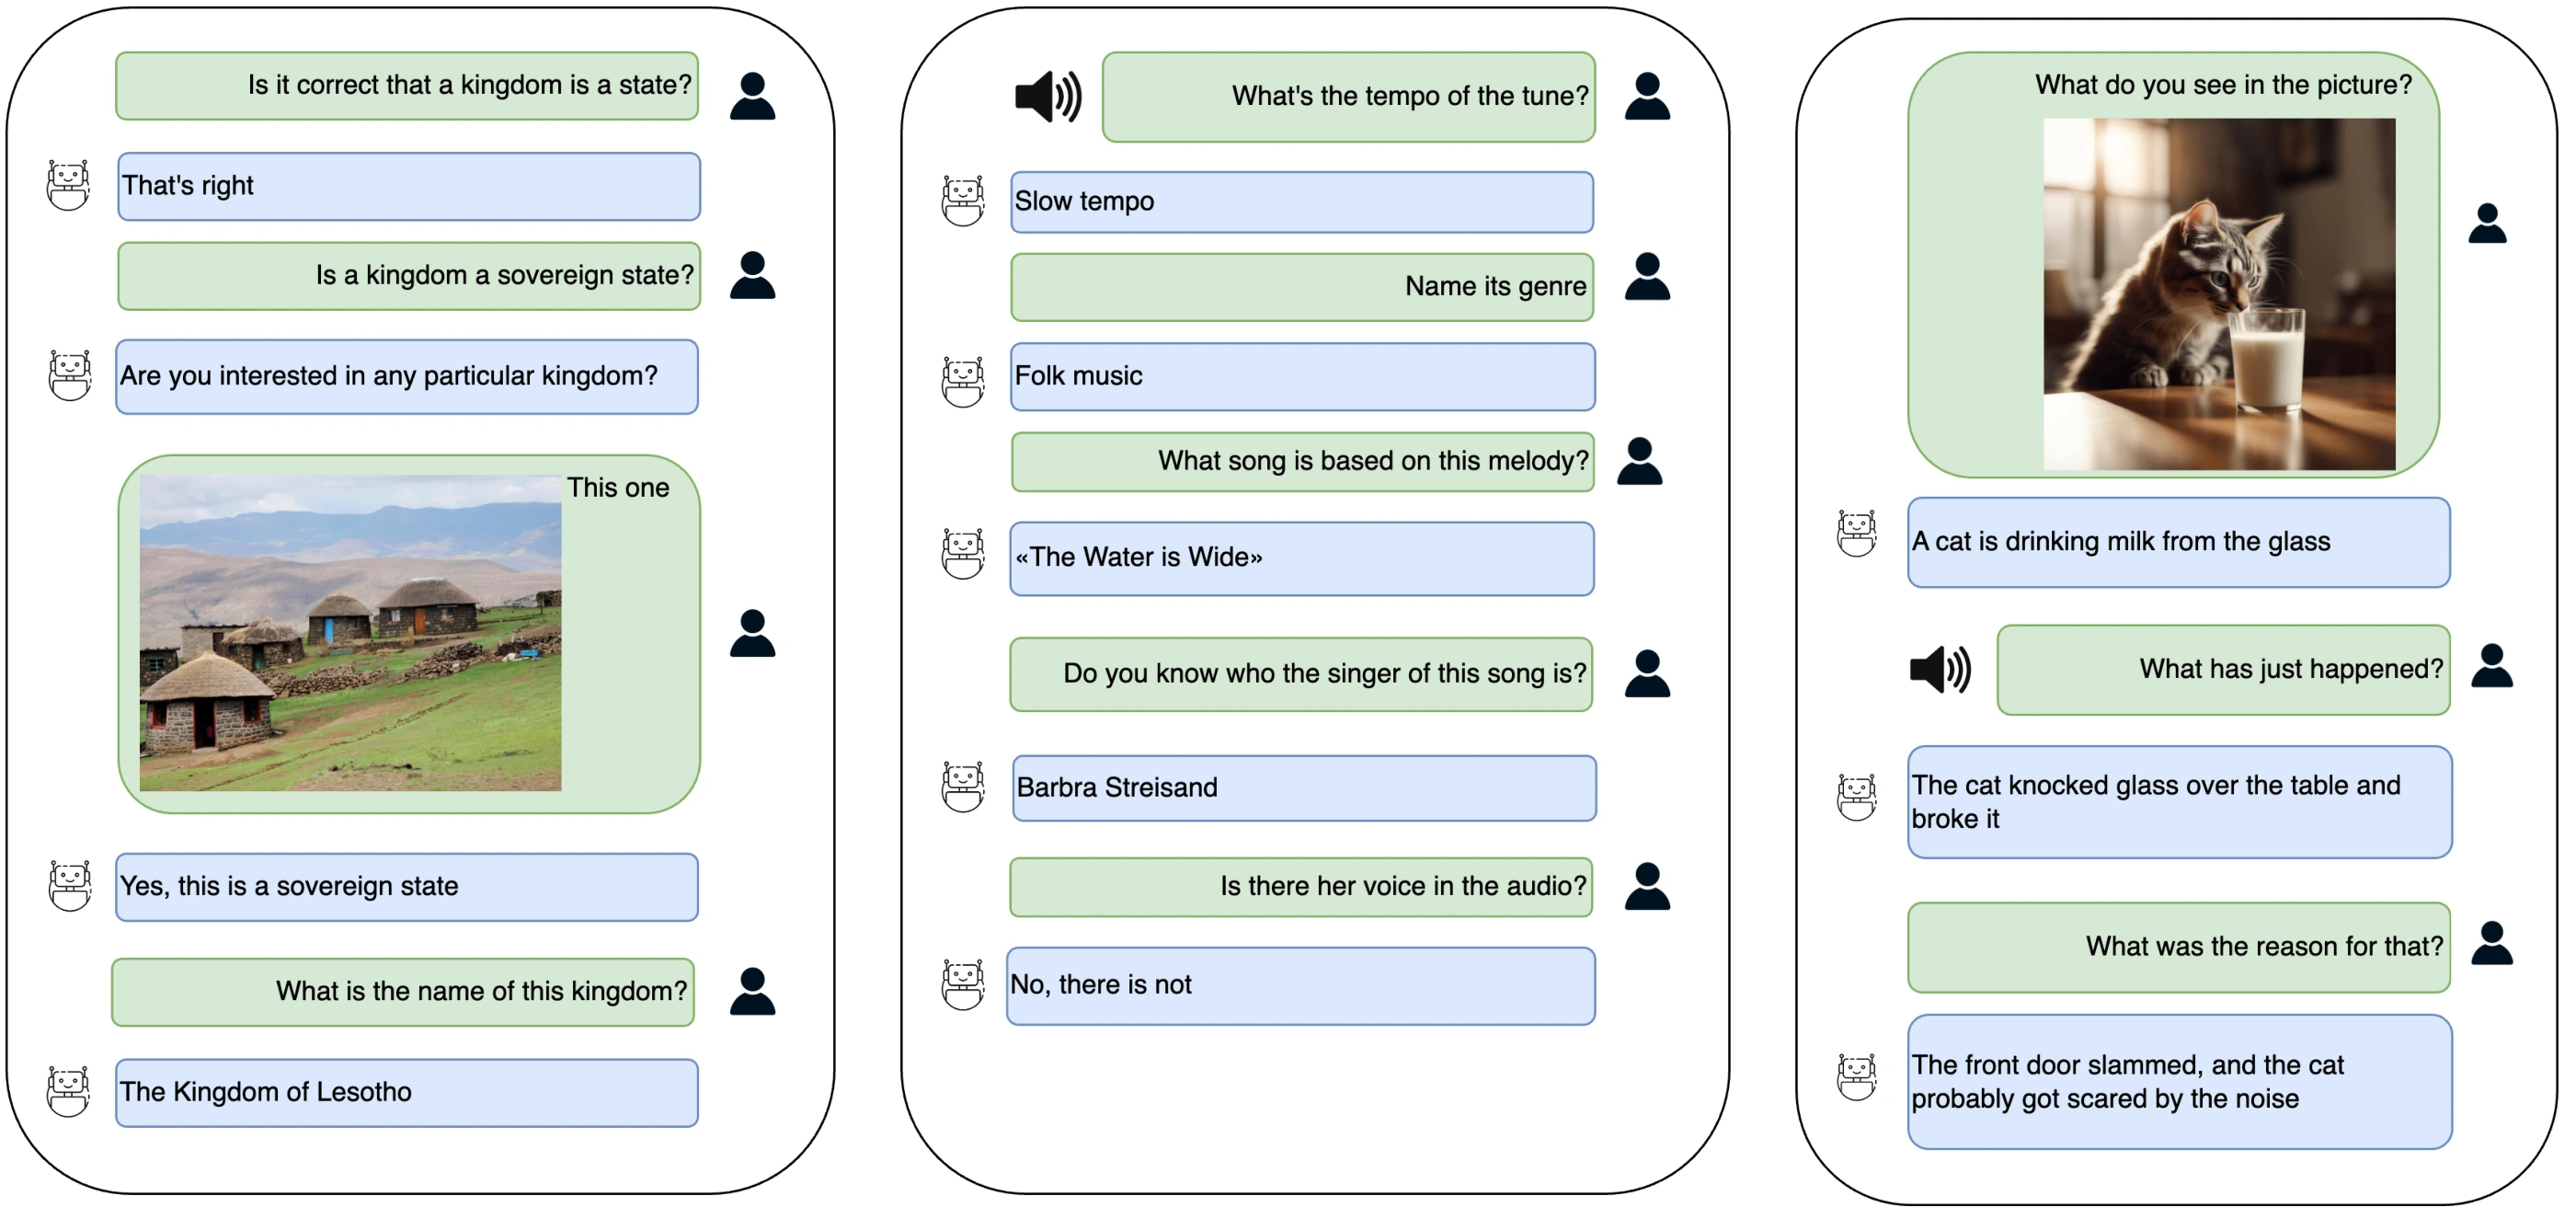 Is it correct that a kingdom is a state?
That's right
Is a kingdom a sovereign state?
Are you interested in any particular kingdom?
This one
Yes, this is a sovereign state
What is the name of this kingdom?
The Kingdom of Lesotho
What's the tempo of the tune?
Slow tempo
Name its genre
Folk music
What song is based on this melody?
«The Water is Wide»
Do you know who the singer of this song is?
Barbra Streisand
Is there her voice in the audio?
No, there is not
What do you see in the picture?
A cat is drinking milk from the glass
What has just happened?
The cat knocked glass over the table and
broke it
What was the reason for that?
The front door slammed, and the cat
probably got scared by the noise